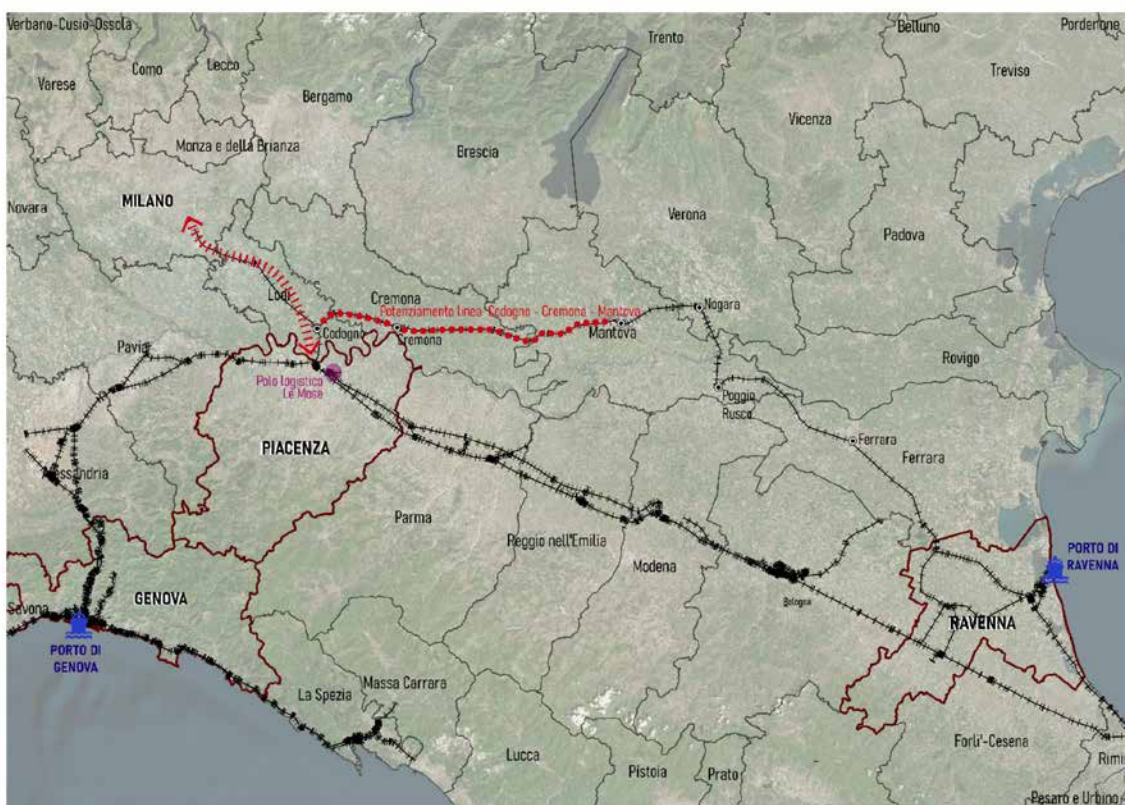 Verbano-Cusio-Ossola
Como
Lecco
Varese
Bergamo
Trento
Belluno
Pordenone
Treviso
Vicenza
Monza e della Brianza
Brescia
MILANO
Novara
Verona
Padova
Lodi
Cremona
Potenziamento linea Codogno - Cremona - Mantova
Nogara
Codogno
Cremona
Mantova
Pavia
Rovigo
Polo logistico
Le Mose
Poggio
Rusco
PIACENZA
Ferrara
Ferrara
Alessandria
Parma
Reggio nell'Emilia
Modena
PORTO DI
RAVENNA
GENOVA
Savona
Bologna
RAVENNA
PORTO DI
GENOVA
La Spezia
Massa Carrara
Lucca
Pistoia
Prato
Forlì'-Cesena
Rimi
Pesaro e Urbino